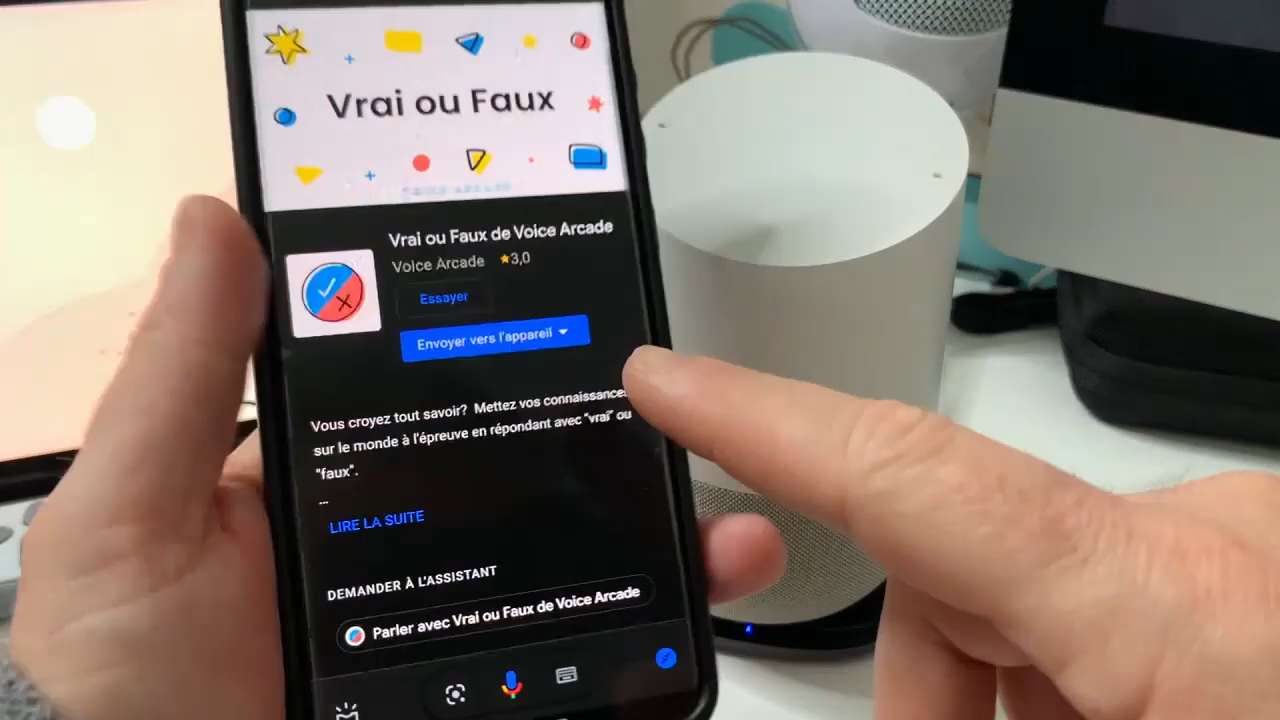 Vrai ou Faux
Vrai ou Faux de Voice Arcade
Voice Arcade ★3,0
Essayer
Envoyer vers l'appareil
Vous croyez tout savoir? Mettez vos connaissances
sur le monde à l'épreuve en répondant avec "vrai" ou
"faux".
...
LIRE LA SUITE
DEMANDER À L'ASSISTANT
Parler avec Vrai ou Faux de Voice Arcade